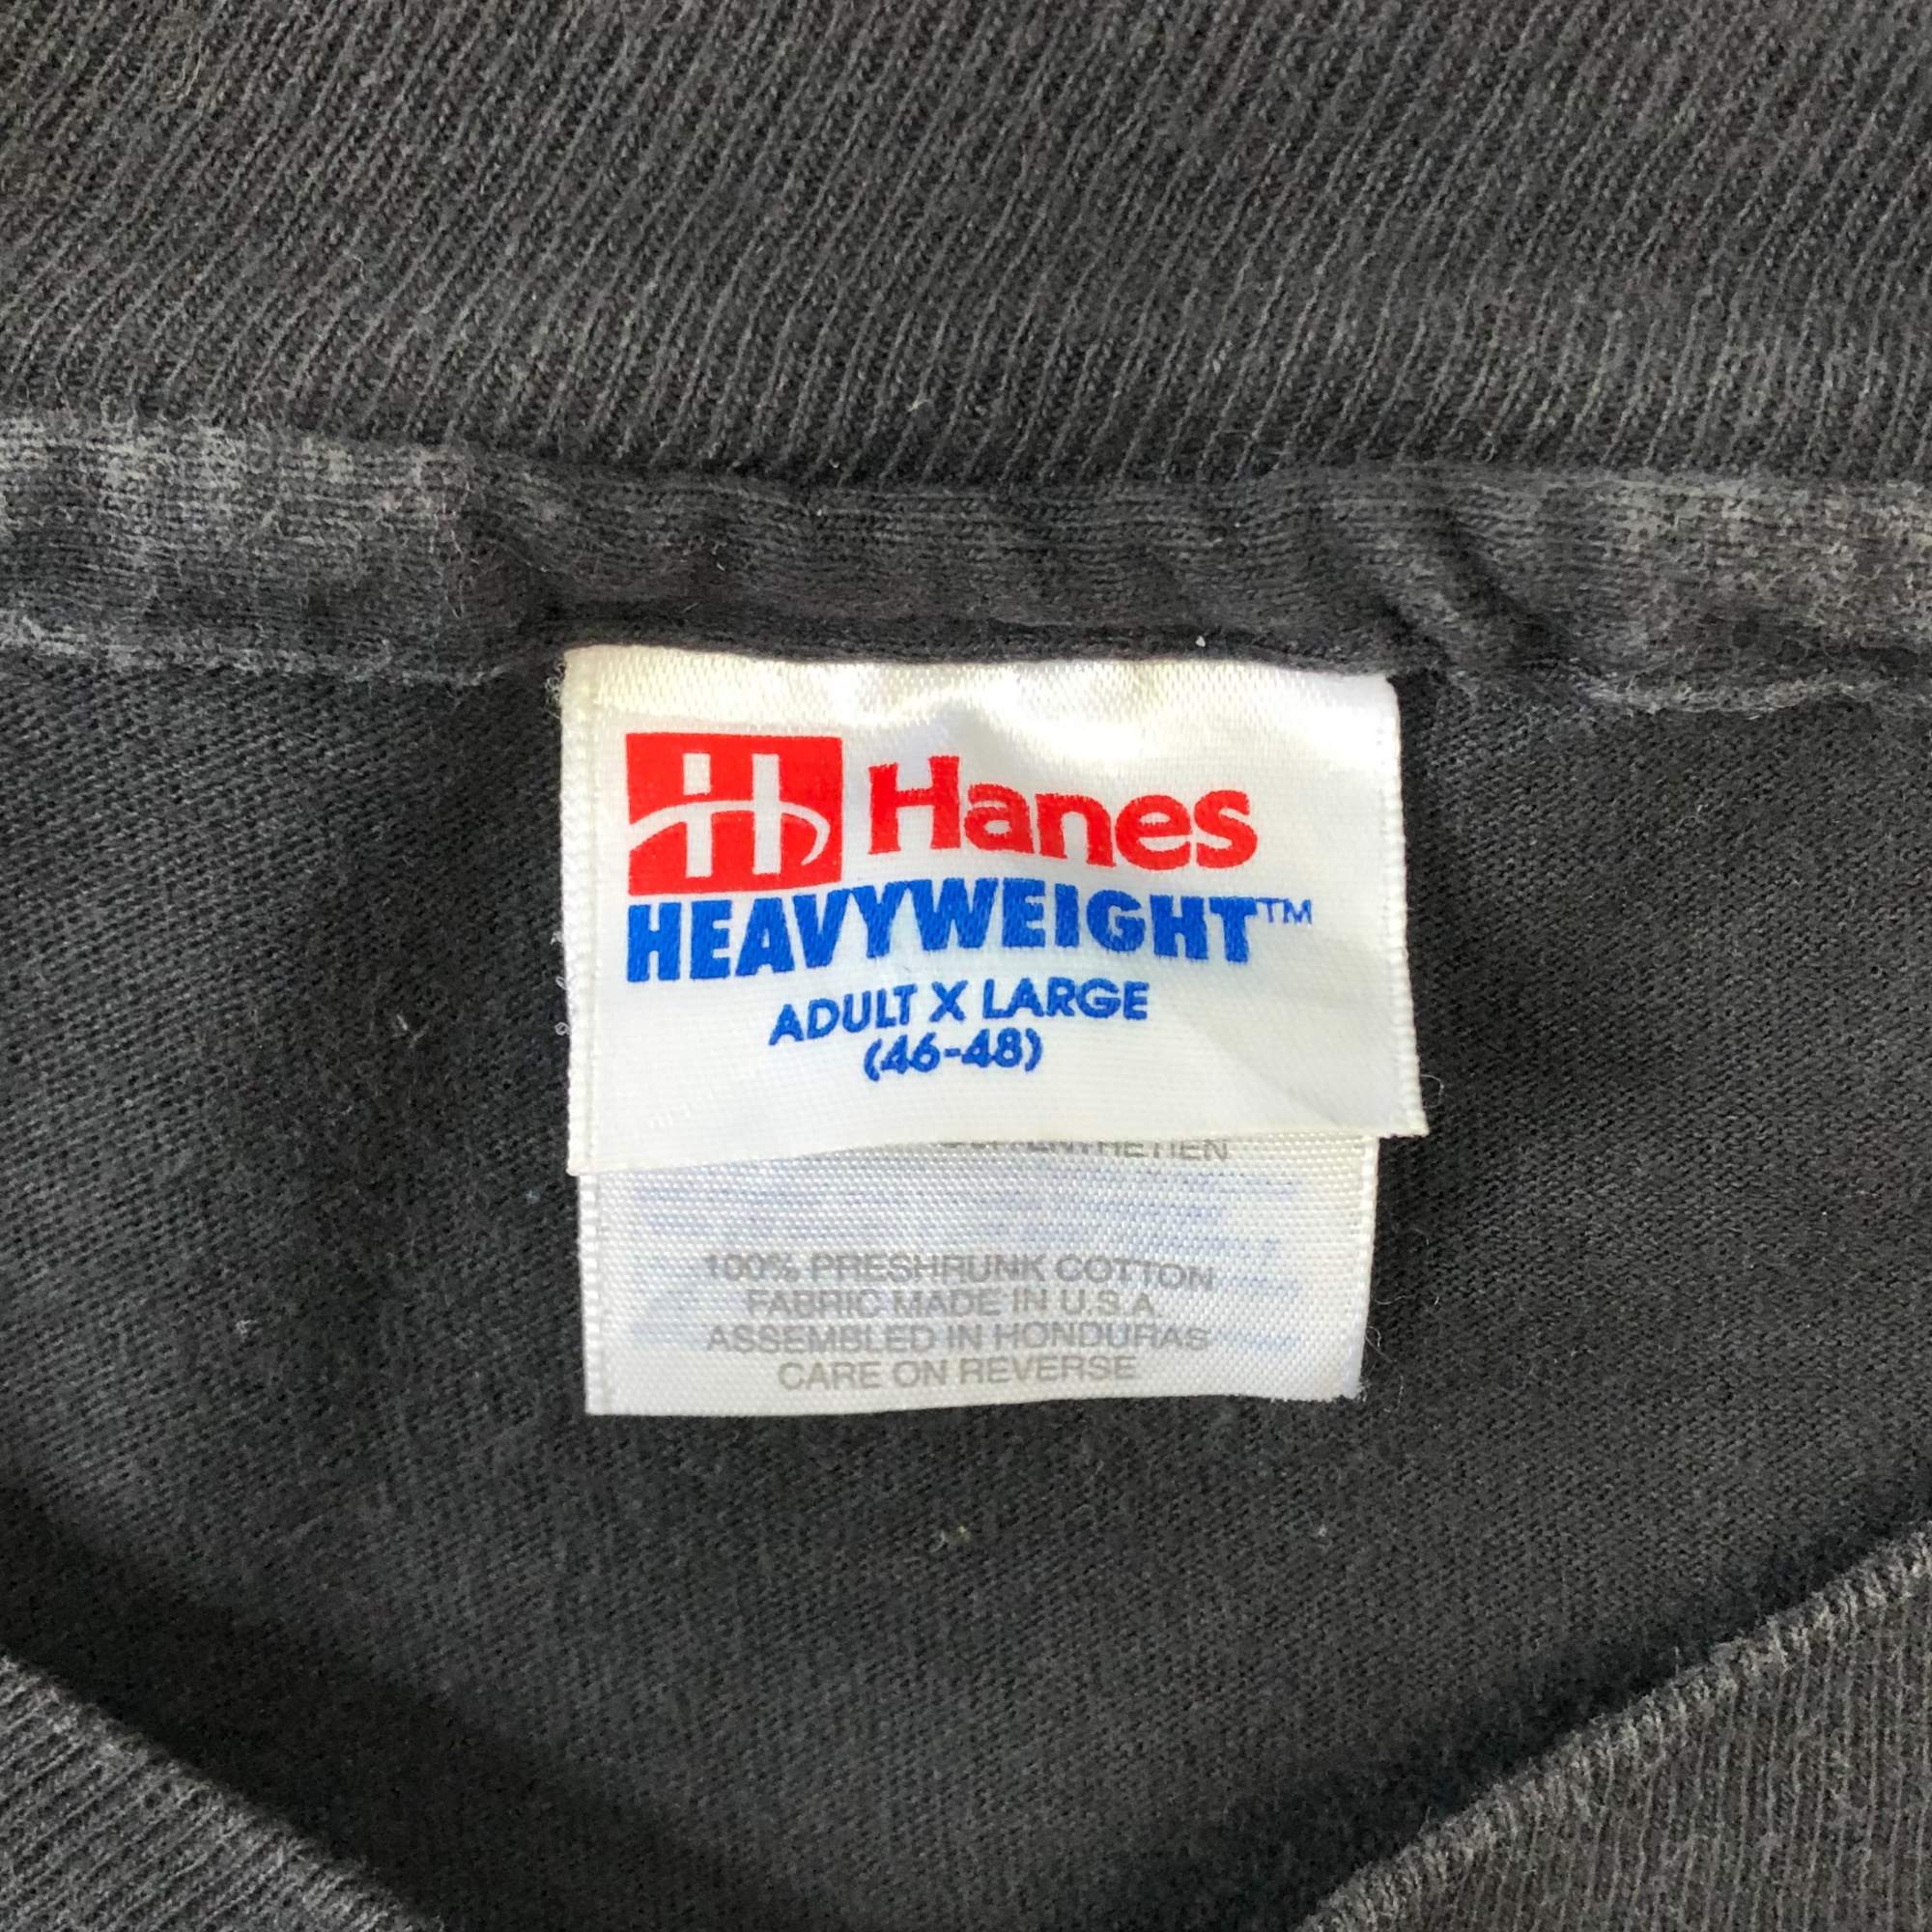 H Hanes
HEAVYWEIGHT™
ADULT X LARGE
(46-48)
100% PRESHRUNK COTTON
FABRIC MADE IN U.S.A.
ASSEMBLED IN HONDURAS
CARE ON REVERSE